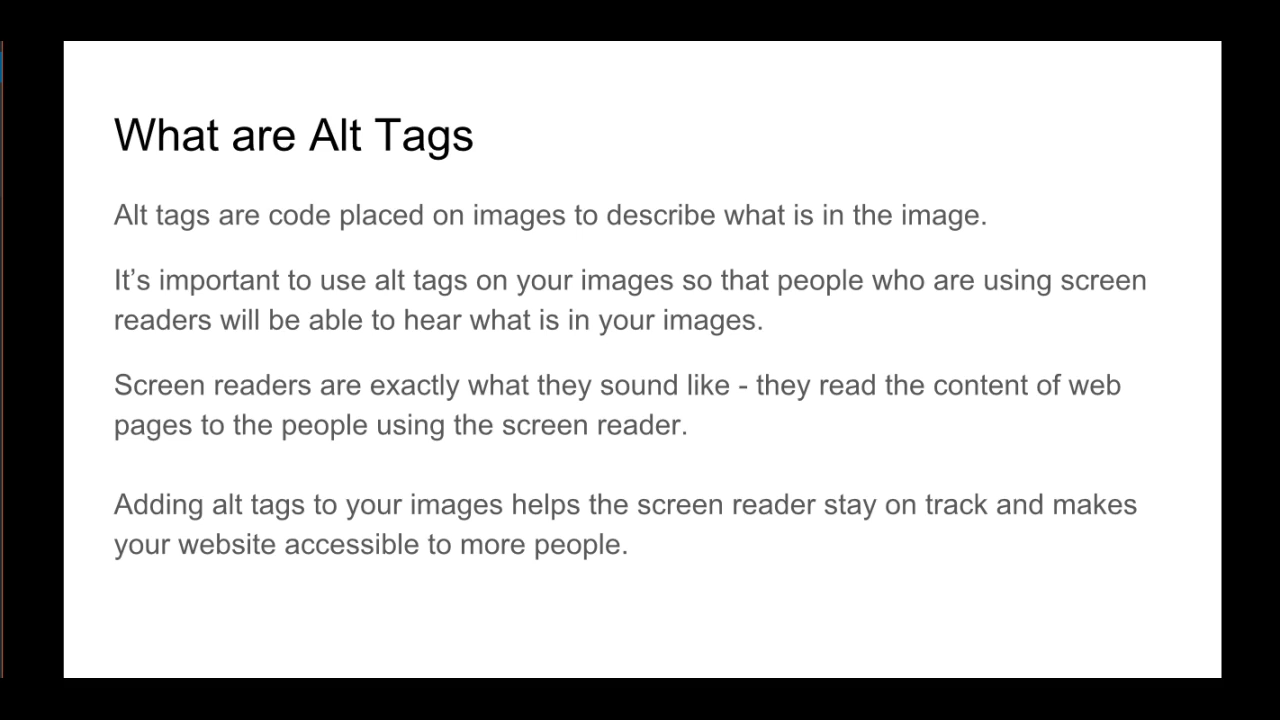 What are Alt Tags
Alt tags are code placed on images to describe what is in the image.
It’s important to use alt tags on your images so that people who are using screen
readers will be able to hear what is in your images.
Screen readers are exactly what they sound like - they read the content of web
pages to the people using the screen reader.
Adding alt tags to your images helps the screen reader stay on track and makes
your website accessible to more people.